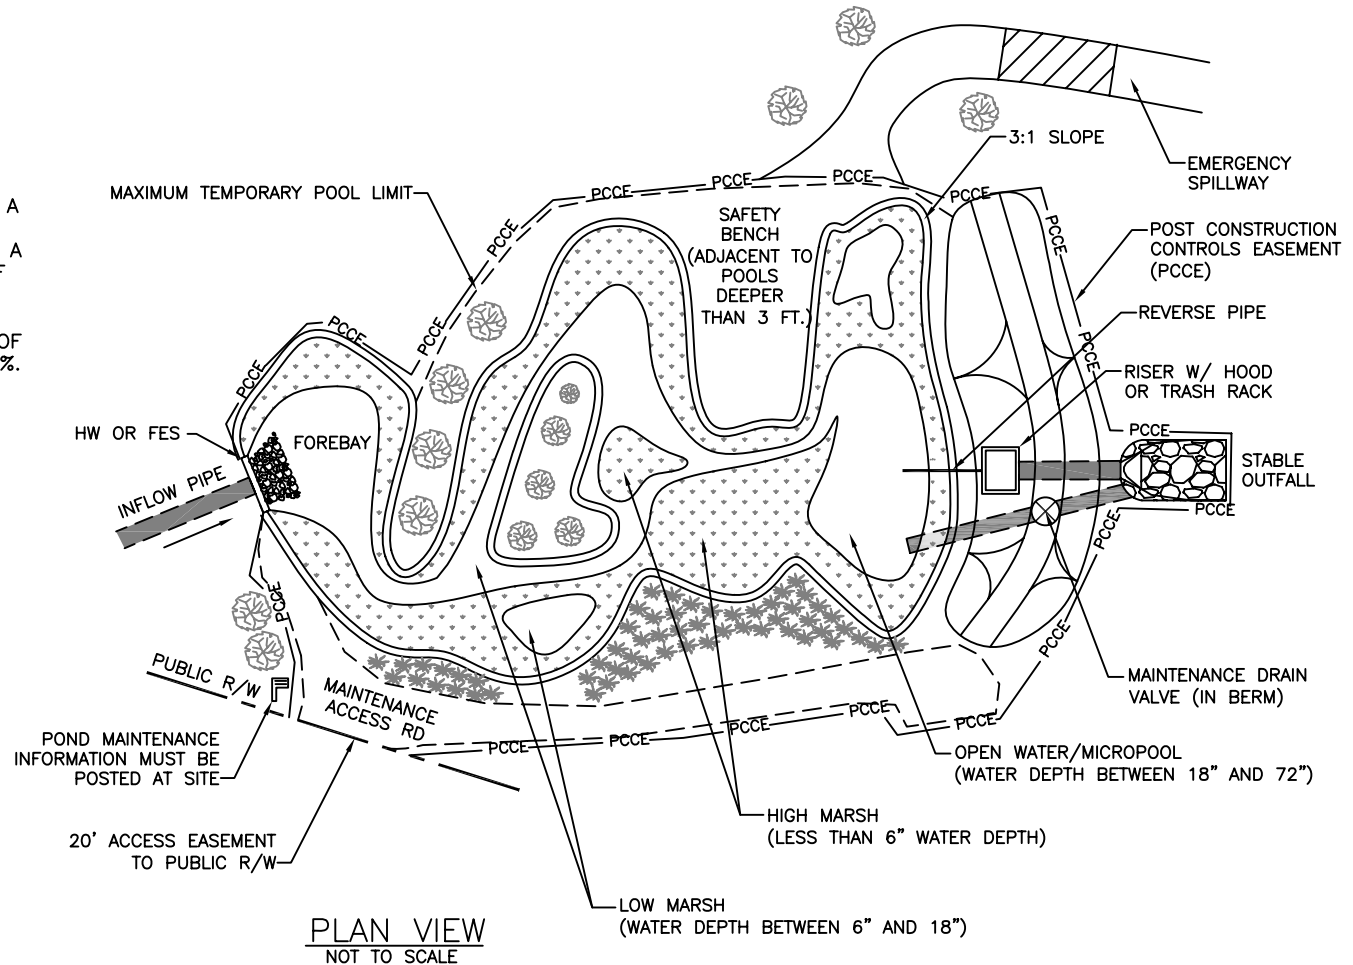 A
A
OF
%.
MAXIMUM TEMPORARY POOL LIMIT
PCCE
PCCE
PCCE
PCCE
PCCE
SAFETY
BENCH
(ADJACENT TO
POOLS
DEEPER
THAN 3 FT.)
3:1 SLOPE
EMERGENCY
SPILLWAY
PCCE
POST CONSTRUCTION
CONTROLS EASEMENT
(PCCE)
REVERSE PIPE
PCCE
PCCE
PCCE
PCCE
RISER W/ HOOD
OR TRASH RACK
HW OR FES
FOREBAY
PCCE
STABLE
OUTFALL
INFLOW PIPE
PCCE
PCCE
PCCE
PCCE
PUBLIC R/W
MAINTENANCE
ACCESS RD
MAINTENANCE DRAIN
VALVE (IN BERM)
PCCE
PCCE
PCCE
PCCE
PCCE
POND MAINTENANCE
INFORMATION MUST BE
POSTED AT SITE
OPEN WATER/MICROPOOL
(WATER DEPTH BETWEEN 18" AND 72")
HIGH MARSH
(LESS THAN 6" WATER DEPTH)
20' ACCESS EASEMENT
TO PUBLIC R/W
LOW MARSH
(WATER DEPTH BETWEEN 6" AND 18")
PLAN VIEW
NOT TO SCALE